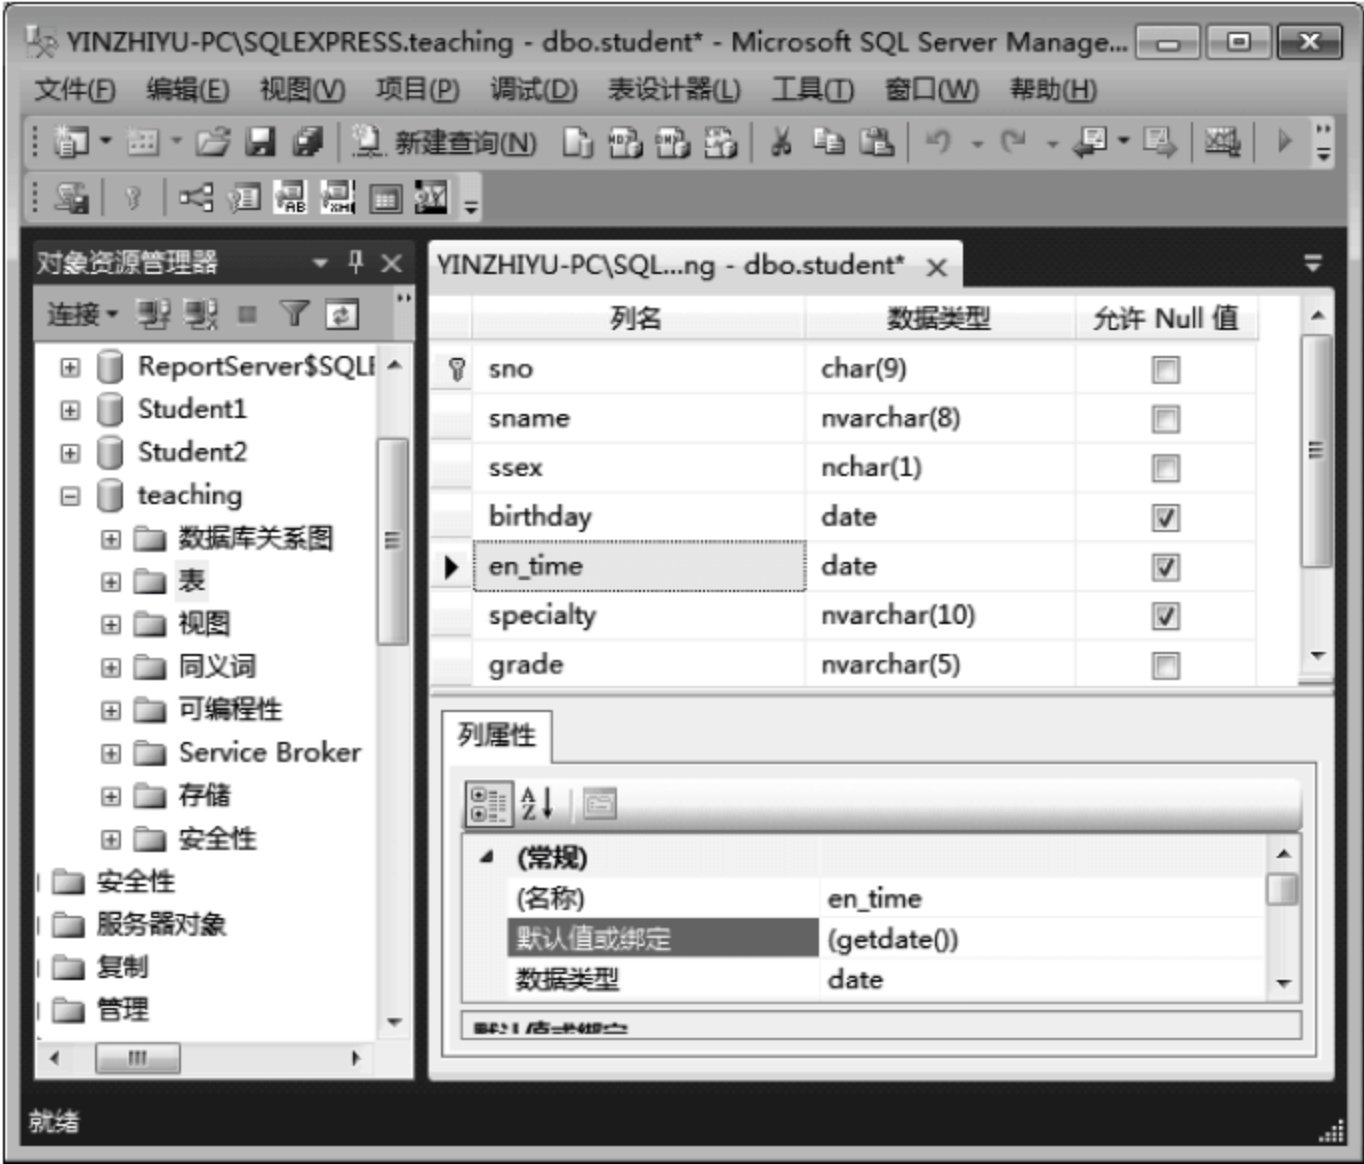 YINZHIYU-PC\SQLEXPRESS.teaching - dbo.student* - Microsoft SQL Server Manage...
文件(F) 编辑(E) 视图(V) 项目(P) 调试(D) 表设计器(L) 工具(T) 窗口(W) 帮助(H)
新建查询(N)
对象资源管理器
连接
ReportServer$SQLE
Student1
Student2
teaching
数据库关系图
表
视图
同义词
可编程性
Service Broker
存储
安全性
安全性
服务器对象
复制
管理
YINZHIYU-PC\SQL...ng - dbo.student*
列名 数据类型 允许 Null 值
sno char(9)
sname nvarchar(8)
ssex nchar(1)
birthday date
en_time date
specialty nvarchar(10)
grade nvarchar(5)
列属性
(常规)
(名称) en_time
默认值或绑定 (getdate())
数据类型 date
默认值或绑定
就绪